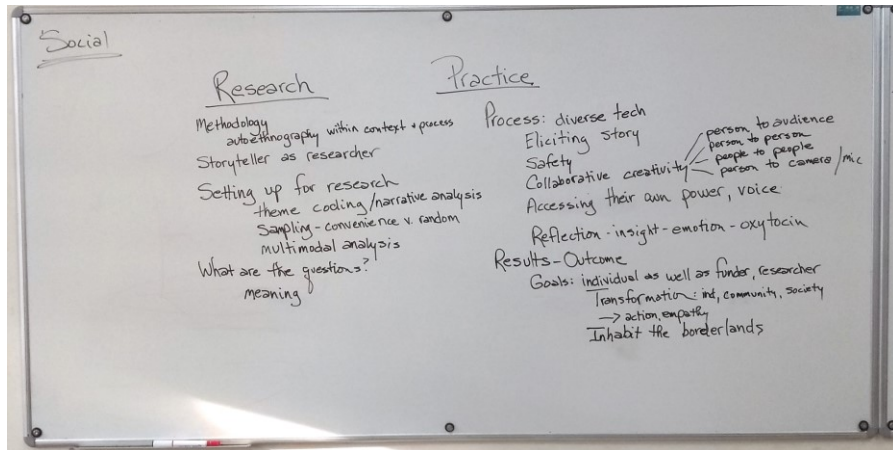 Social
Research
Methodology
autoethnography within context + process
Storyteller as researcher
Setting up for research
theme coding/narrative analysis
Sampling - convenience v. random
multimodal analysis
What are the questions?
meaning
Practice
Process: diverse tech
Eliciting Story
Safety
Collaborative creativity
person to audience
person to person
people to people
person to camera/mic
Accessing their own power, voice
Reflection - insight - emotion - oxytocin
Results - Outcome
Goals: individual as well as funder, researcher
Transformation: ind, community, society
→ action, empathy
Inhabit the borderlands